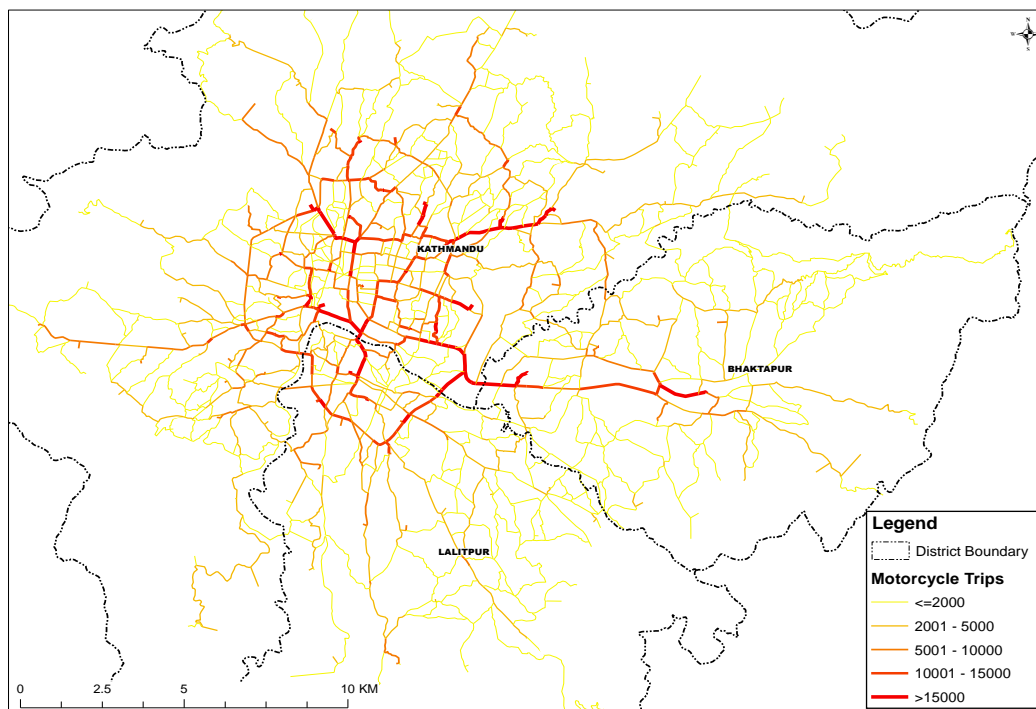 N
W
E
S
KATHMANDU
BHAKTAPUR
LALITPUR
Legend
District Boundary
Motorcycle Trips
<=2000
2001 - 5000
5001 - 10000
10001 - 15000
>15000
0 2.5 5 10 KM